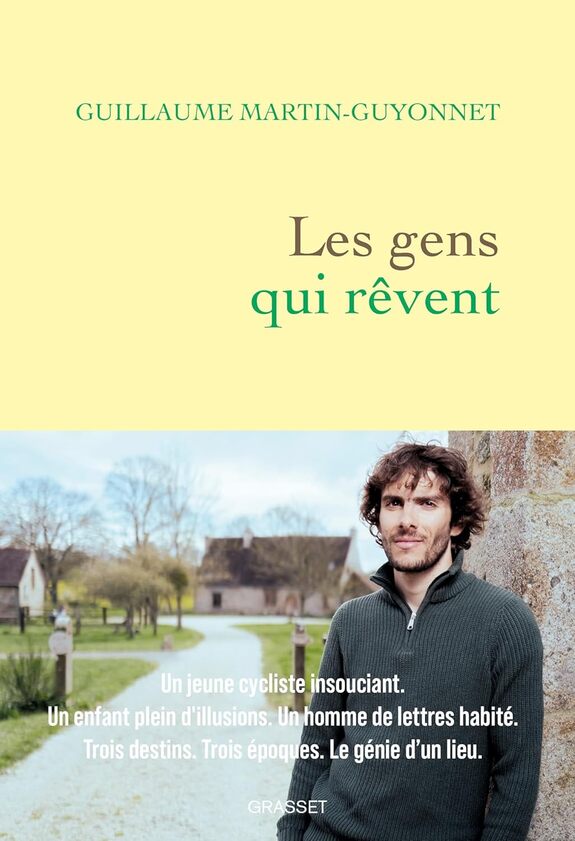 GUILLAUME MARTIN-GUYONNET
Les gens
qui rêvent
Un jeune cycliste insouciant.
Un enfant plein d'illusions. Un homme de lettres habité.
Trois destins. Trois époques. Le génie d’un lieu.
GRASSET